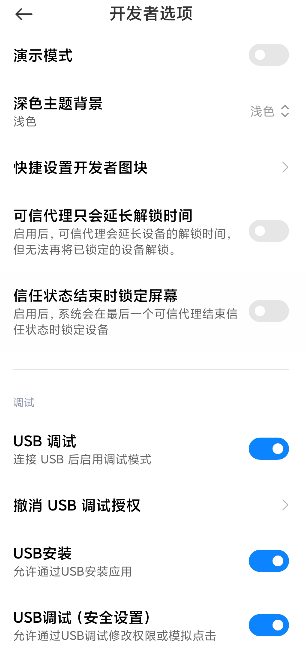 开发者选项
演示模式
深色主题背景
浅色
浅色
快捷设置开发者图块
可信代理只会延长解锁时间
启用后，可信代理会延长设备的解锁时间，
但无法再将已锁定的设备解锁。
信任状态结束时锁定屏幕
启用后，系统会在最后一个可信代理结束信
任状态时锁定设备
调试
USB 调试
连接 USB 后启用调试模式
撤消 USB 调试授权
USB安装
允许通过USB安装应用
USB调试（安全设置）
允许通过USB调试修改权限或模拟点击